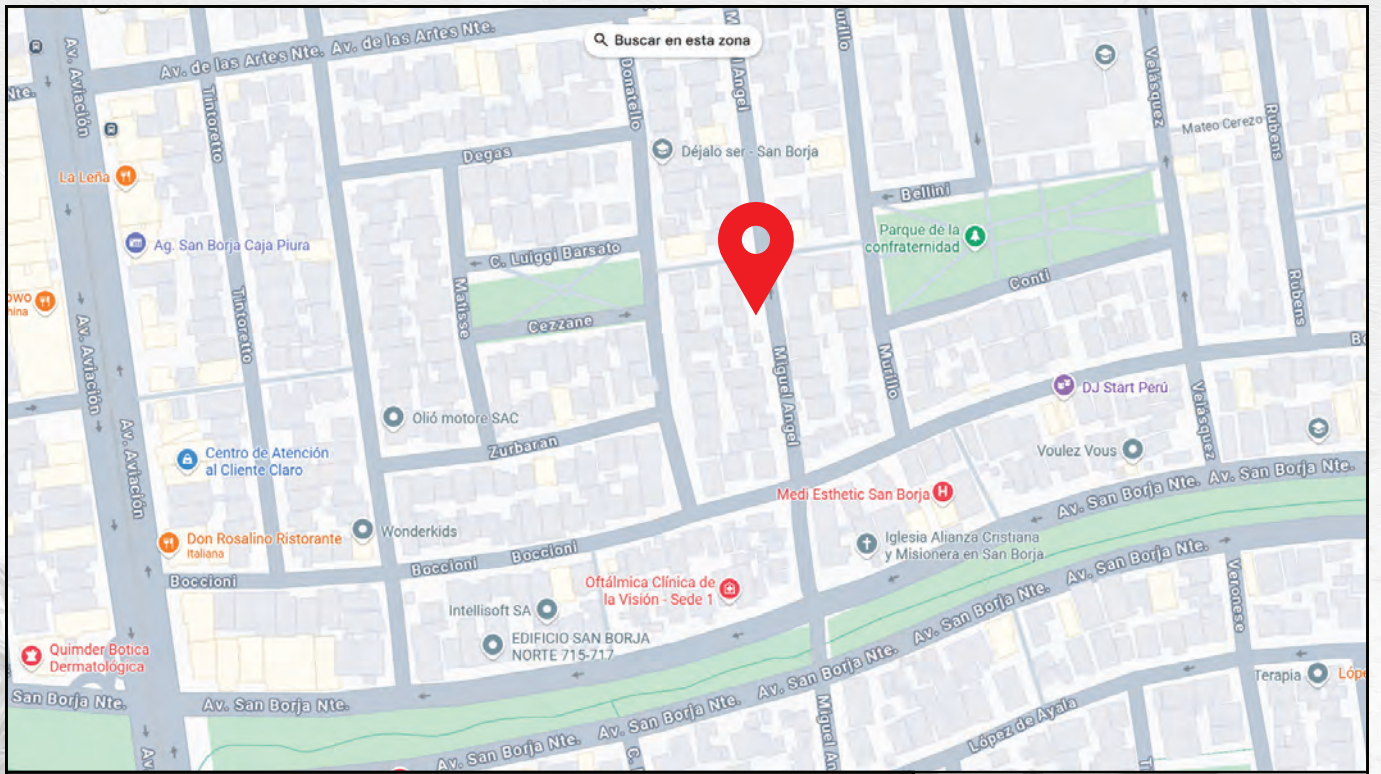 Buscar en esta zona
Av. de las Artes Nte. Av. de las Artes Nte.
Nte.
Av. Aviación
Tintoretto
Donatello
Miguel Angel
Velásquez
Rubens
Mateo Cerezo
La Leña
Degas
Déjalo ser - San Borja
Bellini
Ag. San Borja Caja Piura
C. Luiggi Barsato
Parque de la
confraternidad
Conti
Matisse
Cezzane
Tintoretto
Av. Aviación
Rubens
Miguel Angel
Murillo
DJ Start Perú
Velásquez
Olió motore SAC
Zurbaran
Centro de Atención
al Cliente Claro
Av. Aviación
Voulez Vous
Medi Esthetic San Borja
Av. San Borja Nte. Av. San Borja Nte.
Don Rosalino Ristorante
Italiana
Wonderkids
Iglesia Alianza Cristiana
y Misionera en San Borja
Boccioni
Boccioni
Boccioni
Oftálmica Clínica de
la Visión - Sede 1
Av. San Borja Nte.
Av. San Borja Nte.
Veronese
Intellisoft SA
EDIFICIO SAN BORJA
NORTE 715-717
Quimder Botica
Dermatológica
Terapia
Av. San Borja Nte.
San Borja Nte.
Av. San Borja Nte.
López de Ayala
Av. San Borja Nte.
Av. San Borja Nte.